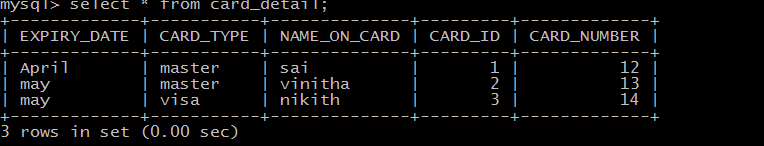 mysql> select * from card_detail;
+-------------+-----------+--------------+---------+-------------+
| EXPIRY_DATE | CARD_TYPE | NAME_ON_CARD | CARD_ID | CARD_NUMBER |
+-------------+-----------+--------------+---------+-------------+
| April       | master    | sai          |       1 |          12 |
| may         | master    | vinitha      |       2 |          13 |
| may         | visa      | nikith       |       3 |          14 |
+-------------+-----------+--------------+---------+-------------+
3 rows in set (0.00 sec)